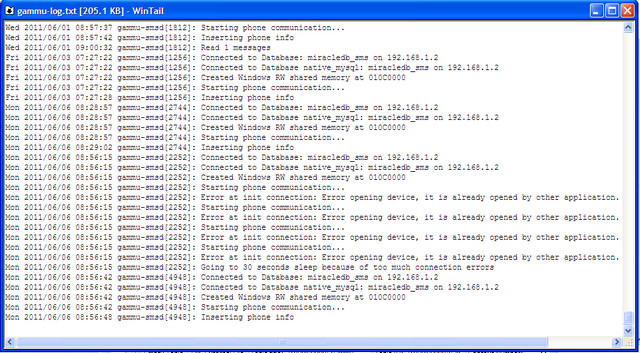 gammu-log.txt [205.1 KB] - WinTail
Wed 2011/06/01 08:57:37 gammu-smsd[1812]: Starting phone communication...
Wed 2011/06/01 08:57:42 gammu-smsd[1812]: Inserting phone info
Wed 2011/06/01 09:00:32 gammu-smsd[1812]: Read 1 messages
Fri 2011/06/03 07:27:22 gammu-smsd[1256]: Connected to Database: miracledb_sms on 192.168.1.2
Fri 2011/06/03 07:27:22 gammu-smsd[1256]: Connected to Database native_mysql: miracledb_sms on 192.168.1.2
Fri 2011/06/03 07:27:22 gammu-smsd[1256]: Created Windows RW shared memory at 010C0000
Fri 2011/06/03 07:27:22 gammu-smsd[1256]: Starting phone communication...
Fri 2011/06/03 07:27:28 gammu-smsd[1256]: Inserting phone info
Mon 2011/06/06 08:28:57 gammu-smsd[2744]: Connected to Database: miracledb_sms on 192.168.1.2
Mon 2011/06/06 08:28:57 gammu-smsd[2744]: Connected to Database native_mysql: miracledb_sms on 192.168.1.2
Mon 2011/06/06 08:28:57 gammu-smsd[2744]: Created Windows RW shared memory at 010C0000
Mon 2011/06/06 08:28:57 gammu-smsd[2744]: Starting phone communication...
Mon 2011/06/06 08:29:02 gammu-smsd[2744]: Inserting phone info
Mon 2011/06/06 08:56:15 gammu-smsd[2252]: Connected to Database: miracledb_sms on 192.168.1.2
Mon 2011/06/06 08:56:15 gammu-smsd[2252]: Connected to Database native_mysql: miracledb_sms on 192.168.1.2
Mon 2011/06/06 08:56:15 gammu-smsd[2252]: Created Windows RW shared memory at 010C0000
Mon 2011/06/06 08:56:15 gammu-smsd[2252]: Starting phone communication...
Mon 2011/06/06 08:56:15 gammu-smsd[2252]: Error at init connection: Error opening device, it is already opened by other application.
Mon 2011/06/06 08:56:15 gammu-smsd[2252]: Starting phone communication...
Mon 2011/06/06 08:56:15 gammu-smsd[2252]: Error at init connection: Error opening device, it is already opened by other application.
Mon 2011/06/06 08:56:15 gammu-smsd[2252]: Starting phone communication...
Mon 2011/06/06 08:56:15 gammu-smsd[2252]: Error at init connection: Error opening device, it is already opened by other application.
Mon 2011/06/06 08:56:15 gammu-smsd[2252]: Starting phone communication...
Mon 2011/06/06 08:56:15 gammu-smsd[2252]: Error at init connection: Error opening device, it is already opened by other application.
Mon 2011/06/06 08:56:15 gammu-smsd[2252]: Going to 30 seconds sleep because of too much connection errors
Mon 2011/06/06 08:56:42 gammu-smsd[4948]: Connected to Database: miracledb_sms on 192.168.1.2
Mon 2011/06/06 08:56:42 gammu-smsd[4948]: Connected to Database native_mysql: miracledb_sms on 192.168.1.2
Mon 2011/06/06 08:56:42 gammu-smsd[4948]: Created Windows RW shared memory at 010C0000
Mon 2011/06/06 08:56:42 gammu-smsd[4948]: Starting phone communication...
Mon 2011/06/06 08:56:48 gammu-smsd[4948]: Inserting phone info